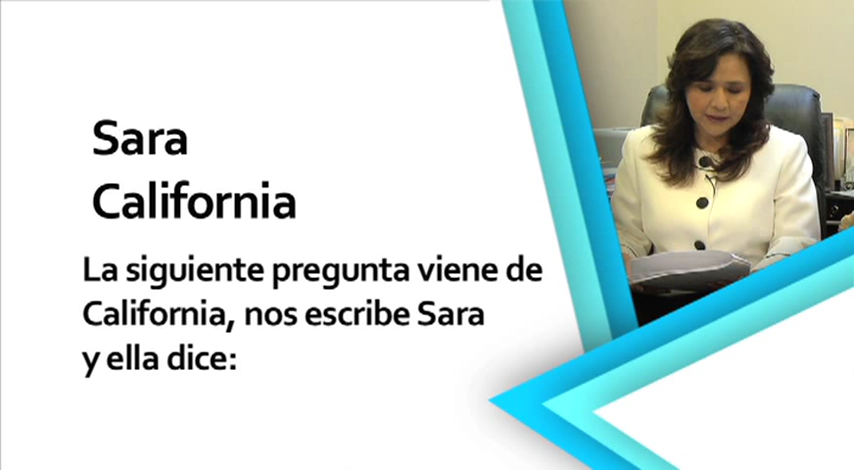 Sara
California
La siguiente pregunta viene de
California, nos escribe Sara
y ella dice: